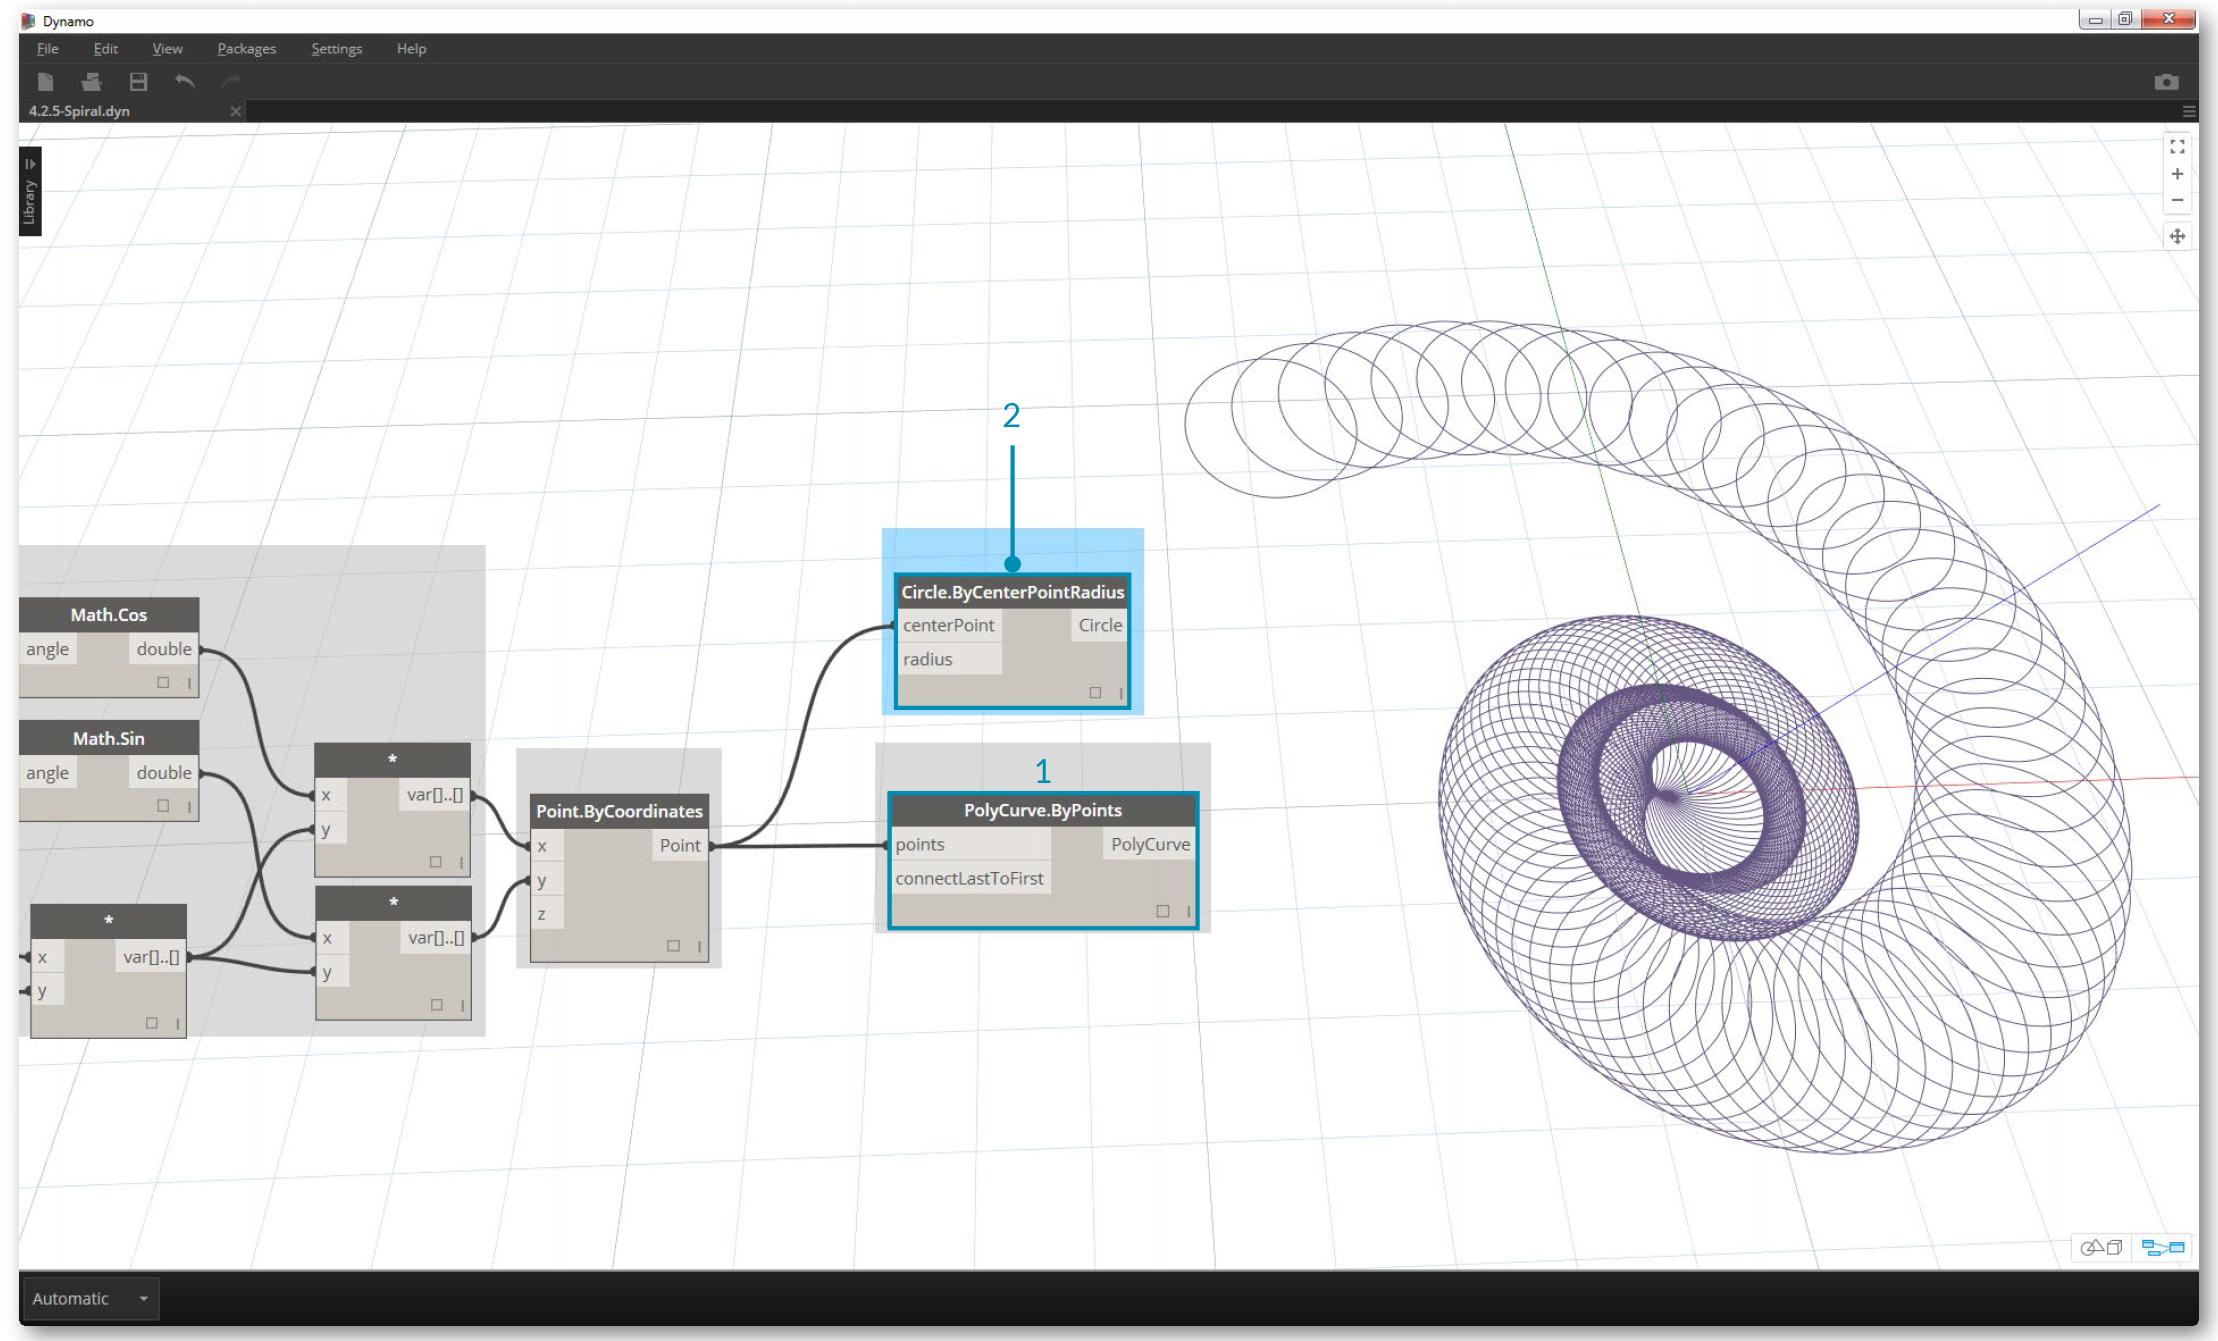 Dynamo
File Edit View Packages Settings Help
4.2.5-Spiral.dyn
Library
2
Circle.ByCenterPointRadius
centerPoint Circle
radius
Math.Cos
angle double
Math.Sin
angle double
*
x var[]..[]
y
1
PolyCurve.ByPoints
points PolyCurve
connectLastToFirst
Point.ByCoordinates
x Point
y
z
*
x var[]..[]
y
*
x var[]..[]
y
Automatic